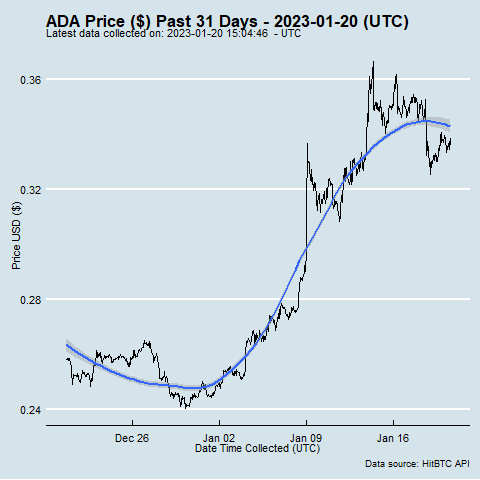 ADA Price ($) Past 31 Days - 2023-01-20 (UTC)
Latest data collected on: 2023-01-20 15:04:46 - UTC
0.36
0.32
0.28
0.24
Price USD ($)
Dec 26 Jan 02 Jan 09 Jan 16
Date Time Collected (UTC)
Data source: HitBTC API